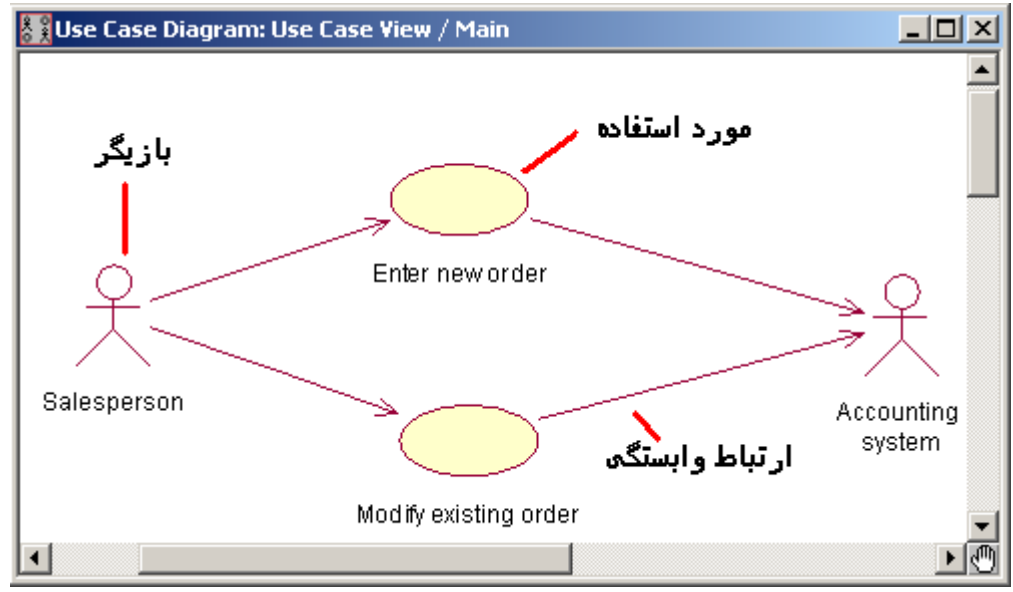 Use Case Diagram: Use Case View / Main
مورد استفاده
بازیگر
Enter new order
Salesperson
Accounting
system
ارتباط وابستگی
Modify existing order